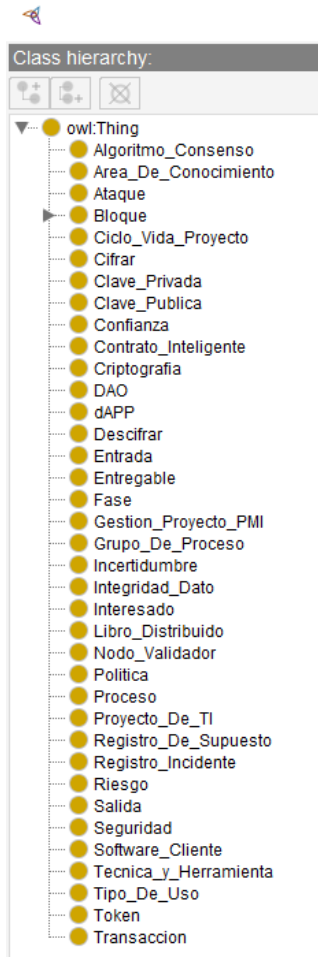 Class hierarchy:
owl:Thing
Algoritmo_Consenso
Area_De_Conocimiento
Ataque
Bloque
Ciclo_Vida_Proyecto
Cifrar
Clave_Privada
Clave_Publica
Confianza
Contrato_Inteligente
Criptografia
DAO
dAPP
Descifrar
Entrada
Entregable
Fase
Gestion_Proyecto_PMI
Grupo_De_Proceso
Incertidumbre
Integridad_Dato
Interesado
Libro_Distribuido
Nodo_Validador
Politica
Proceso
Proyecto_De_TI
Registro_De_Supuesto
Registro_Incidente
Riesgo
Salida
Seguridad
Software_Cliente
Tecnica_y_Herramienta
Tipo_De_Uso
Token
Transaccion